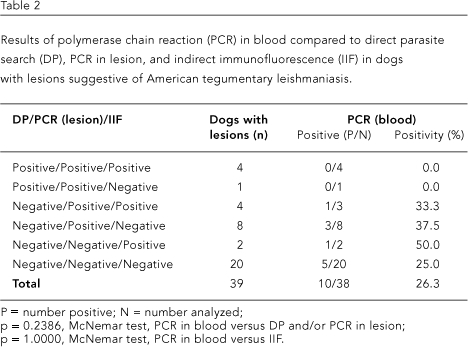 Table 2
Results of polymerase chain reaction (PCR) in blood compared to direct parasite
search (DP), PCR in lesion, and indirect immunofluorescence (IIF) in dogs
with lesions suggestive of American tegumentary leishmaniasis.
DP/PCR (lesion)/IIF Dogs with PCR (blood)
lesions (n) Positive (P/N) Positivity (%)
Positive/Positive/Positive 4 0/4 0.0
Positive/Positive/Negative 1 0/1 0.0
Negative/Positive/Positive 4 1/3 33.3
Negative/Positive/Negative 8 3/8 37.5
Negative/Negative/Positive 2 1/2 50.0
Negative/Negative/Negative 20 5/20 25.0
Total 39 10/38 26.3
P = number positive; N = number analyzed;
p = 0.2386, McNemar test, PCR in blood versus DP and/or PCR in lesion;
p = 1.0000, McNemar test, PCR in blood versus IIF.